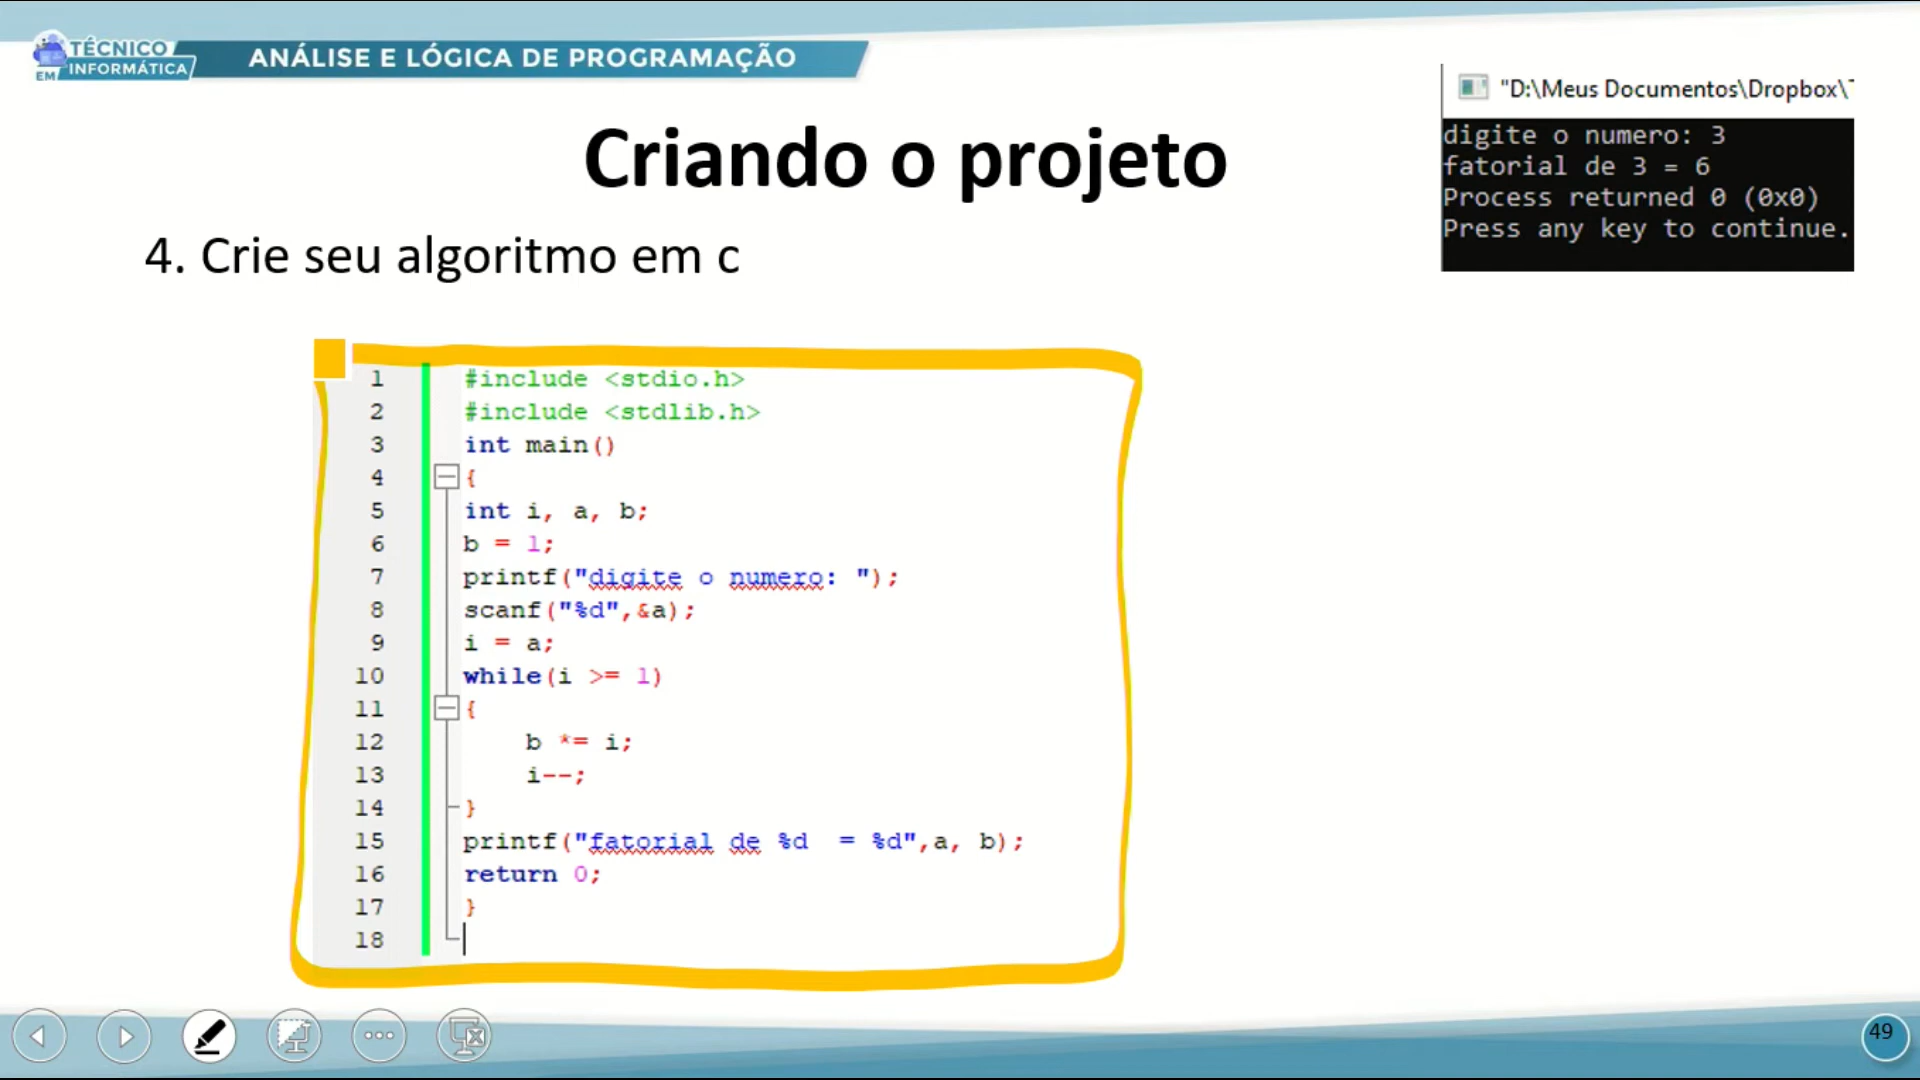 TÉCNICO
EM INFORMÁTICA
ANÁLISE E LÓGICA DE PROGRAMAÇÃO
"D:\Meus Documentos\Dropbox\
digite o numero: 3
fatorial de 3 = 6
Process returned 0 (0x0)
Press any key to continue.
Criando o projeto
4. Crie seu algoritmo em c
1 #include <stdio.h>
2 #include <stdlib.h>
3 int main()
4 {
5 int i, a, b;
6 b = 1;
7 printf("digite o numero: ");
8 scanf("%d",&a);
9 i = a;
10 while(i >= 1)
11 {
12     b *= i;
13     i--;
14 }
15 printf("fatorial de %d  = %d",a, b);
16 return 0;
17 }
18
49